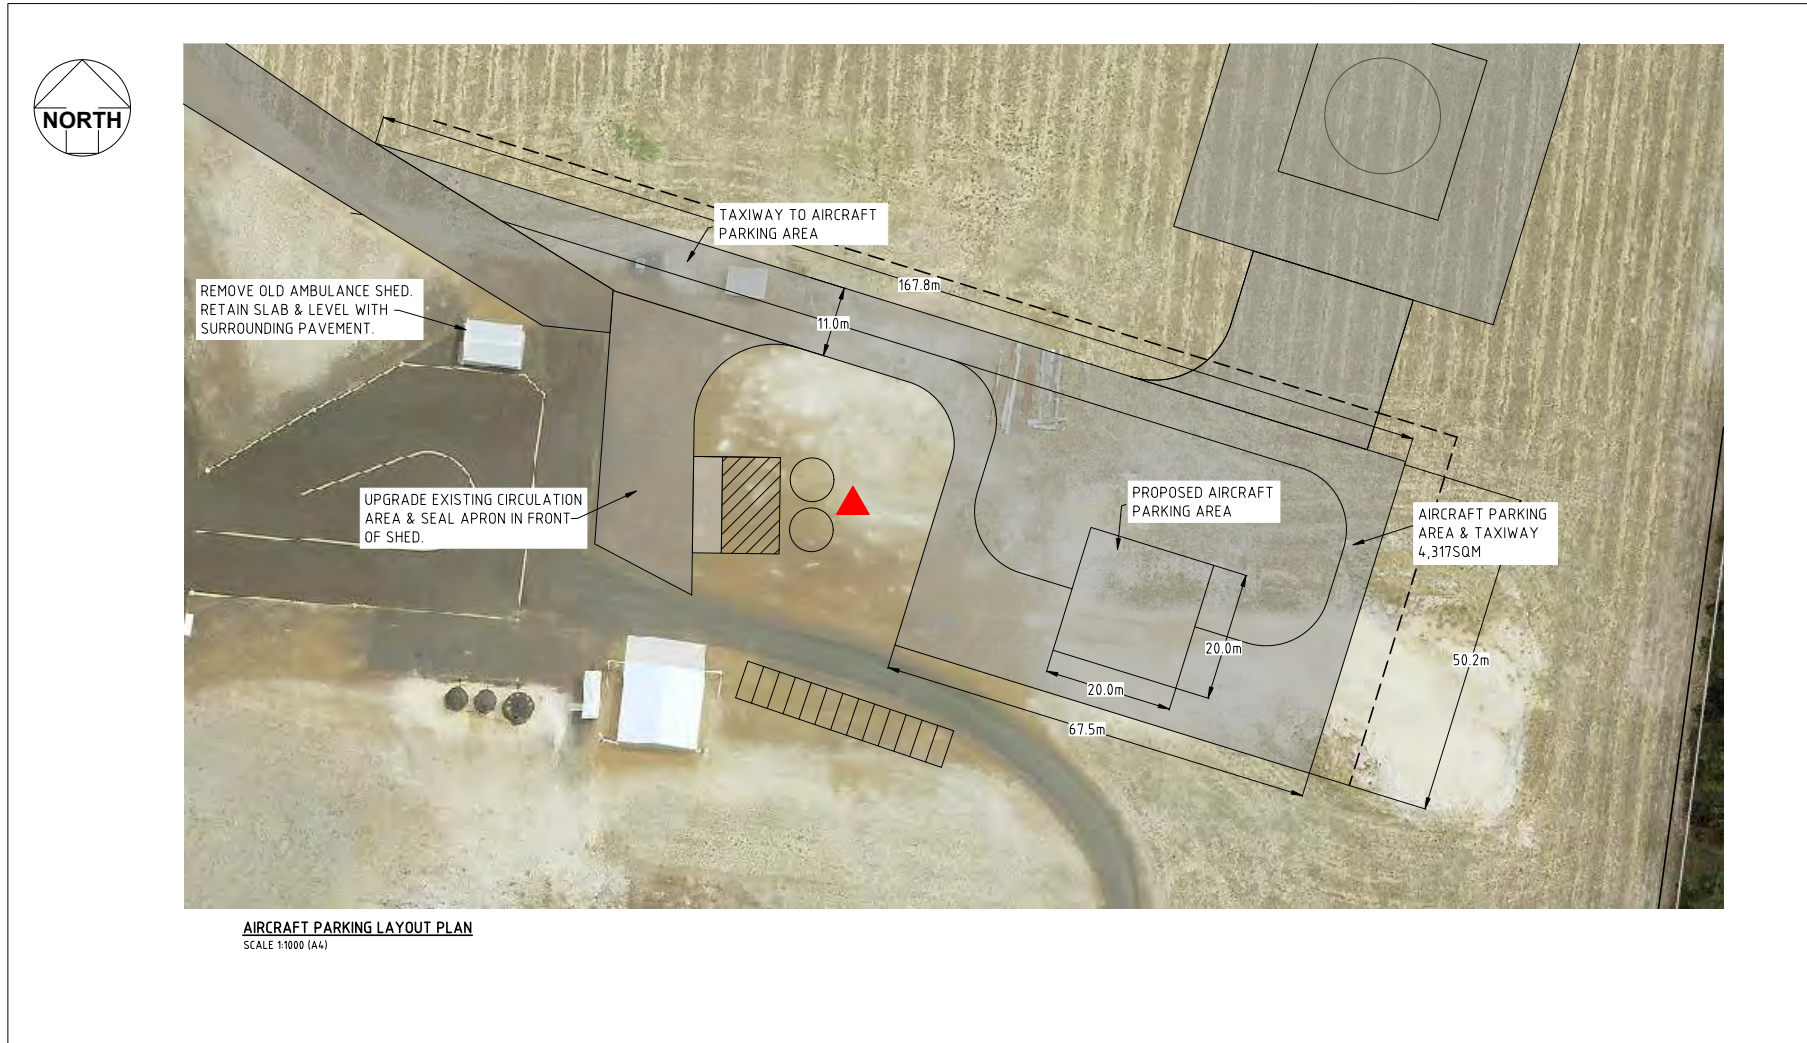 NORTH
TAXIWAY TO AIRCRAFT
PARKING AREA
REMOVE OLD AMBULANCE SHED.
RETAIN SLAB & LEVEL WITH
SURROUNDING PAVEMENT.
167.8m
11.0m
UPGRADE EXISTING CIRCULATION
AREA & SEAL APRON IN FRONT
OF SHED.
PROPOSED AIRCRAFT
PARKING AREA
AIRCRAFT PARKING
AREA & TAXIWAY
4,317SQM
20.0m
50.2m
20.0m
67.5m
AIRCRAFT PARKING LAYOUT PLAN
SCALE 1:1000 (A4)